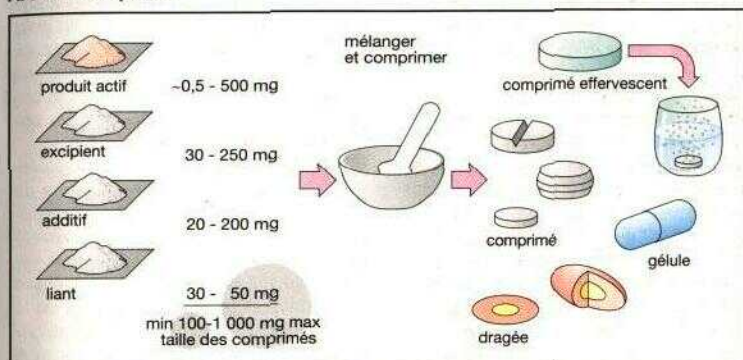 mélanger
et comprimer
comprimé effervescent
produit actif ~0,5 - 500 mg
excipient 30 - 250 mg
additif 20 - 200 mg
comprimé
gélule
liant 30 - 50 mg
min 100-1 000 mg max
taille des comprimés
dragée